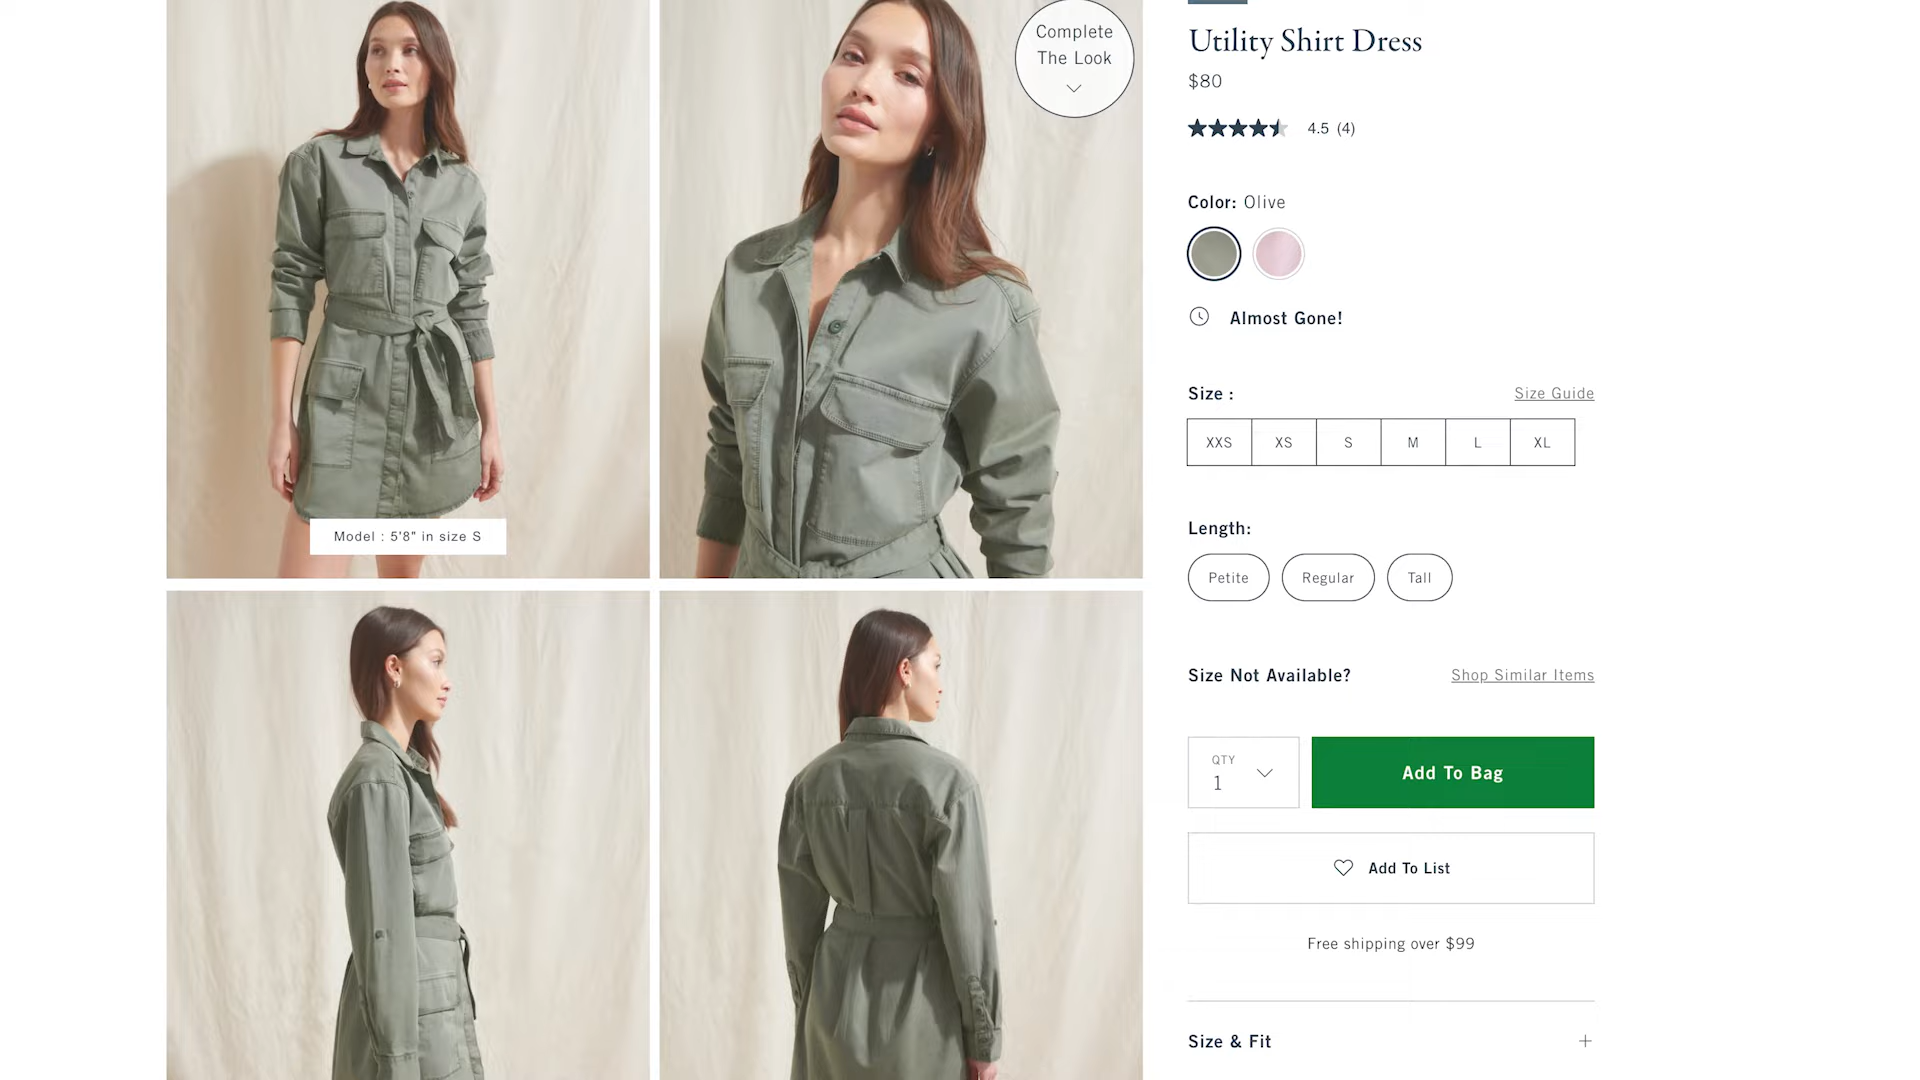 Complete
The Look
Model : 5'8" in size S
Utility Shirt Dress
$80
4.5 (4)
Color: Olive
Almost Gone!
Size :
Size Guide
XXS XS S M L XL
Length:
Petite Regular Tall
Size Not Available?
Shop Similar Items
QTY
1
Add To Bag
Add To List
Free shipping over $99
Size & Fit